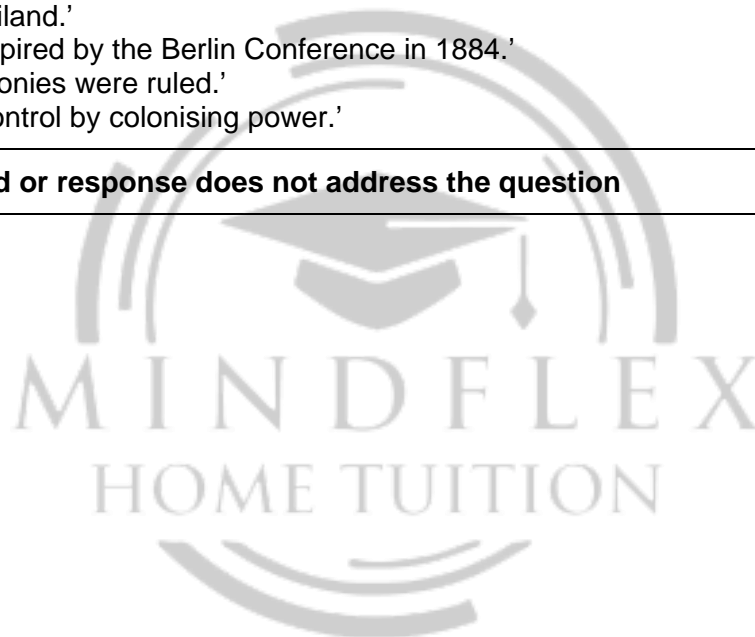 iland.’
pired by the Berlin Conference in 1884.’
onies were ruled.’
ontrol by colonising power.’
d or response does not address the question
MINDFLEX
HOME TUITION